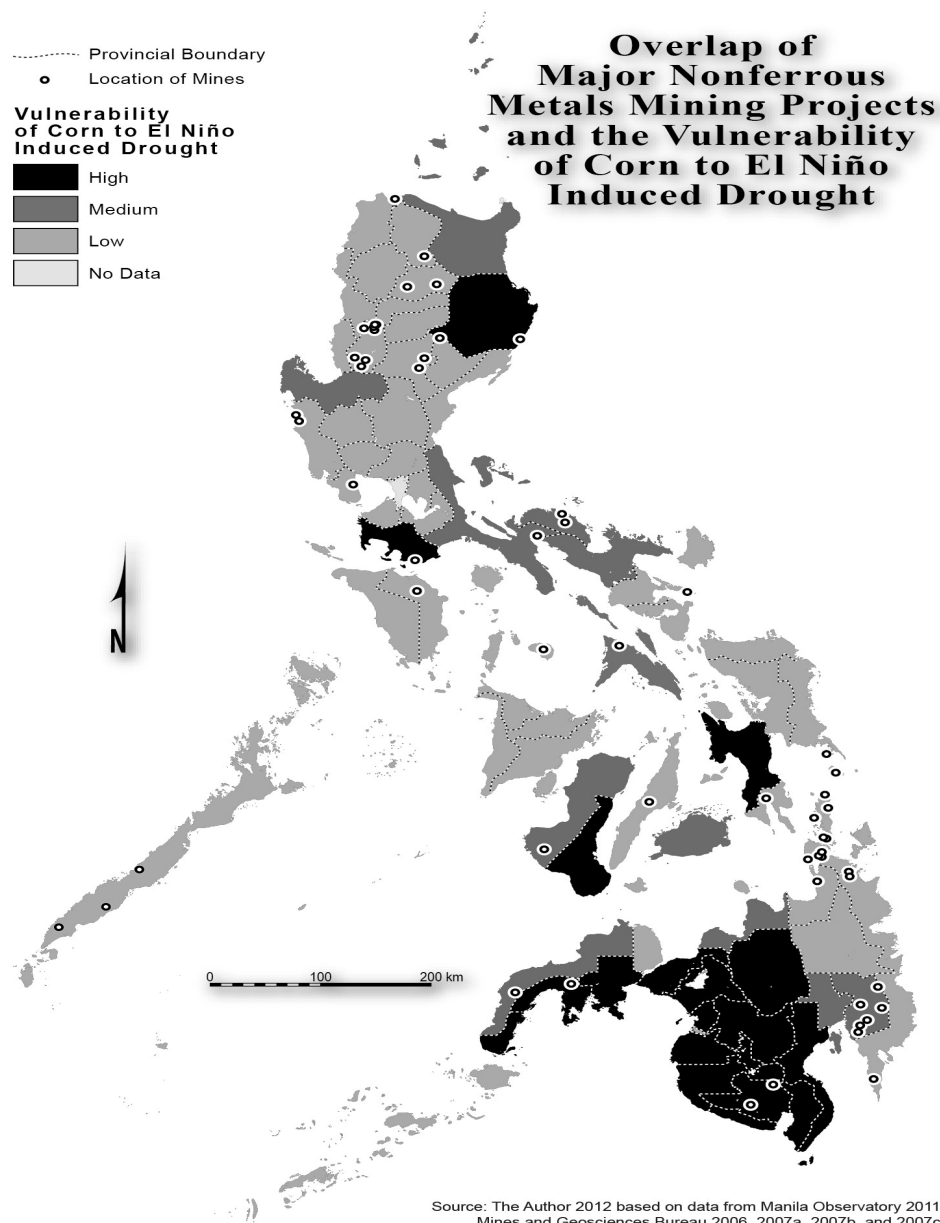 Provincial Boundary
Location of Mines
Vulnerability
of Corn to El Niño
Induced Drought
High
Medium
Low
No Data
Overlap of
Major Nonferrous
Metals Mining Projects
and the Vulnerability
of Corn to El Niño
Induced Drought
N
0 100 200 km
Source: The Author 2012 based on data from Manila Observatory 2011
Mines and Geosciences Bureau 2006, 2007a, 2007b, and 2007c